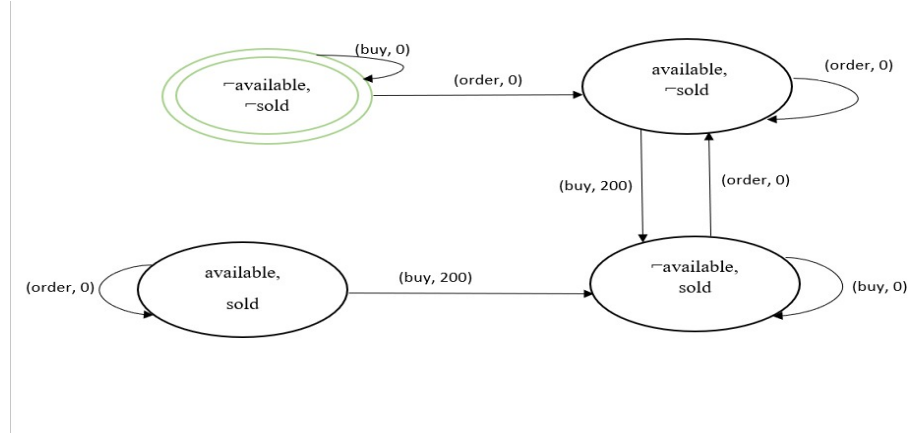 (buy, 0)
¬available,
¬sold
(order, 0)
available,
¬sold
(order, 0)
(buy, 200)
(order, 0)
(order, 0)
available,
sold
(buy, 200)
¬available,
sold
(buy, 0)